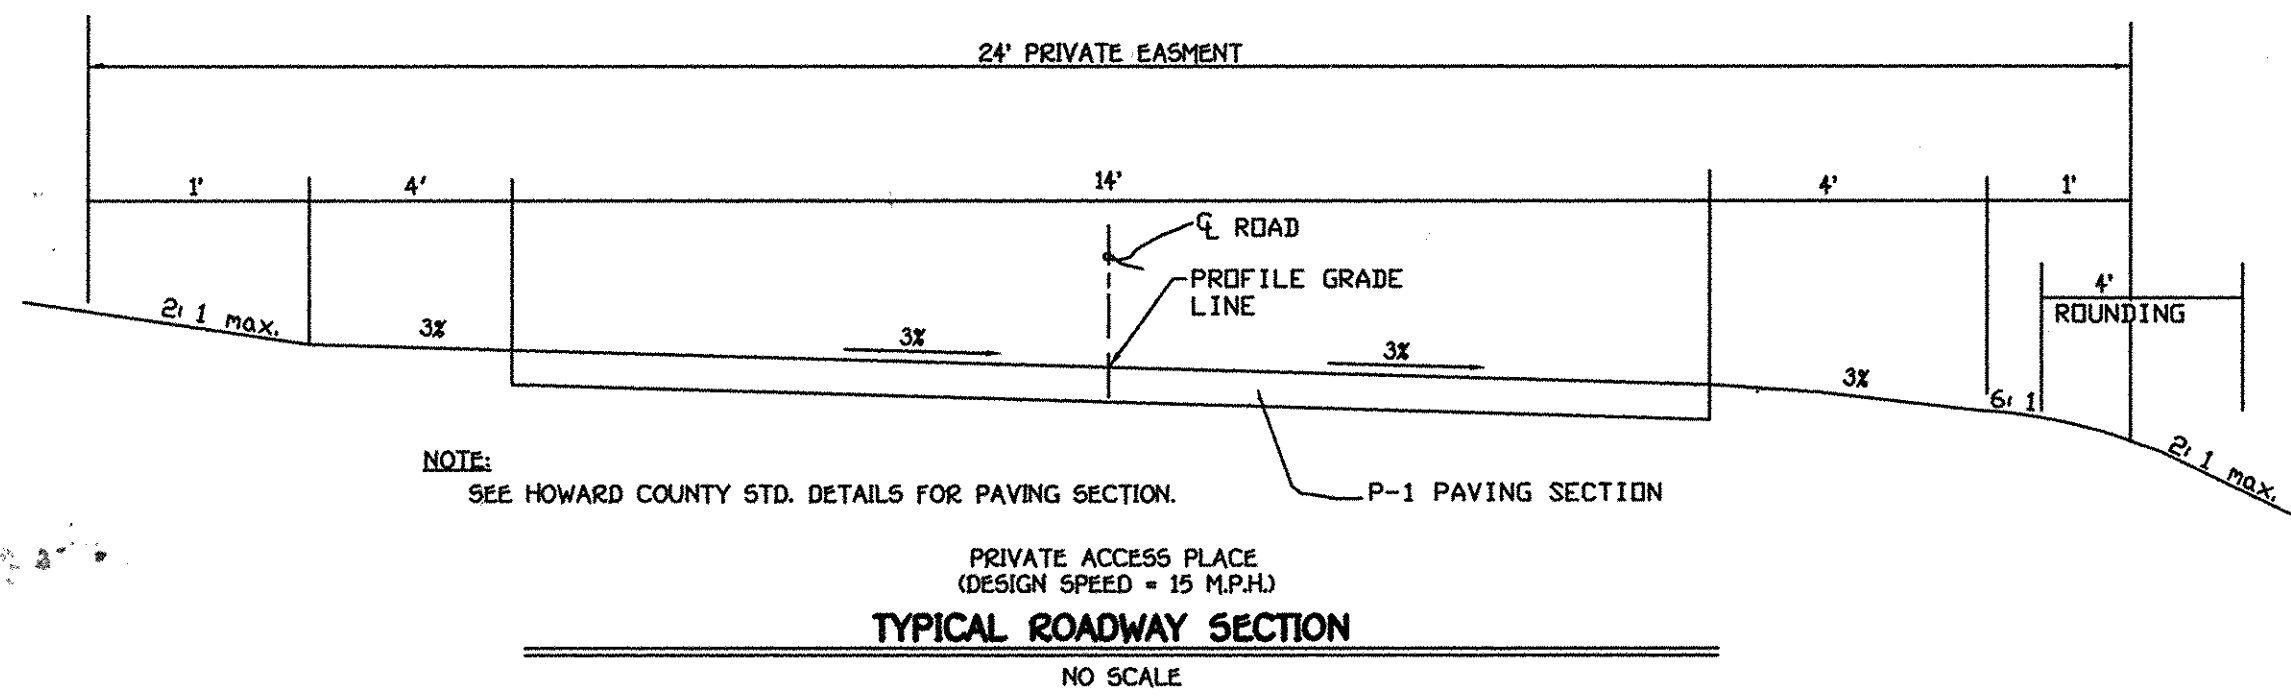 24' PRIVATE EASMENT
1'
4'
14'
4'
1'
℄ ROAD
PROFILE GRADE
LINE
4'
ROUNDING
2: 1 max.
3%
3%
3%
3%
6: 1
2: 1 max.
NOTE:
SEE HOWARD COUNTY STD. DETAILS FOR PAVING SECTION.
P-1 PAVING SECTION
PRIVATE ACCESS PLACE
(DESIGN SPEED = 15 M.P.H.)
TYPICAL ROADWAY SECTION
NO SCALE